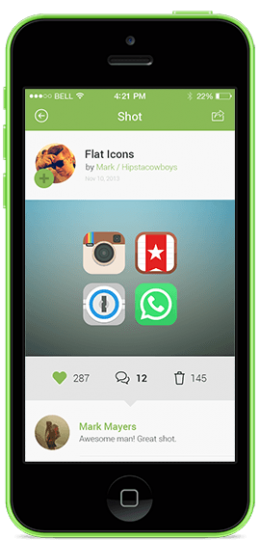 BELL 4:21 PM 22%
Shot
Flat Icons
by Mark / Hipstacowboys
Nov 19, 2013
287 12 145
Mark Mayers
Awesome man! Great shot.